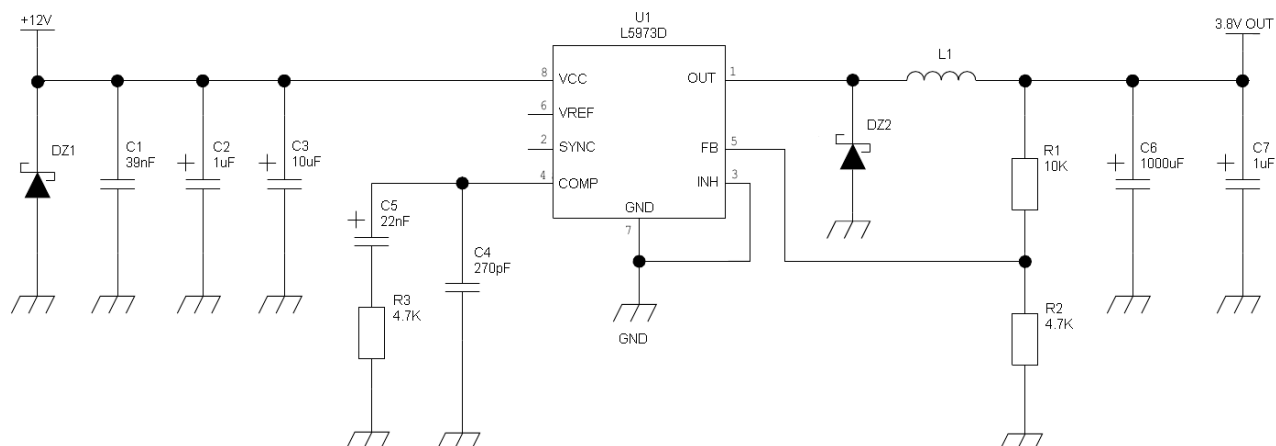 +12V
U1
L5973D
3.8V OUT
L1
8 VCC OUT 1
6 VREF
DZ1
C1
39nF
C2
1uF
C3
10uF
2 SYNC FB 5
DZ2
R1
10K
C6
1000uF
C7
1uF
4 COMP INH 3
GND
7
C5
22nF
C4
270pF
R3
4.7K
GND
R2
4.7K